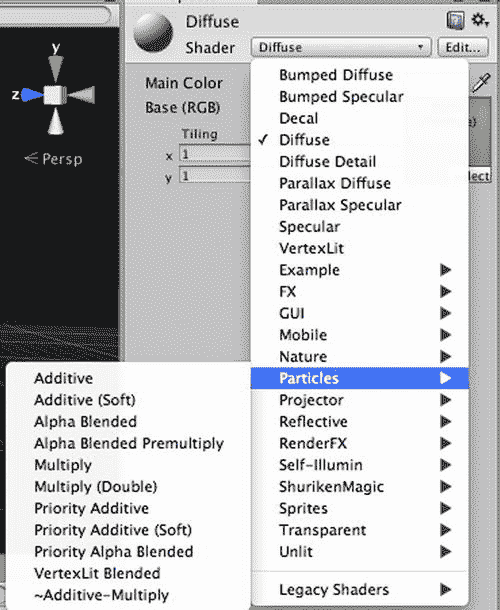 Diffuse
Shader Diffuse Edit...
y
z
Persp
Main Color
Base (RGB)
Tiling
x 1
y 1
Bumped Diffuse
Bumped Specular
Decal
✓ Diffuse
Diffuse Detail
Parallax Diffuse
Parallax Specular
Specular
VertexLit
Example
FX
GUI
Mobile
Nature
Particles
Projector
Reflective
RenderFX
Self-Illumin
ShurikenMagic
Sprites
Transparent
Unlit
Legacy Shaders
Additive
Additive (Soft)
Alpha Blended
Alpha Blended Premultiply
Multiply
Multiply (Double)
Priority Additive
Priority Additive (Soft)
Priority Alpha Blended
VertexLit Blended
~Additive-Multiply